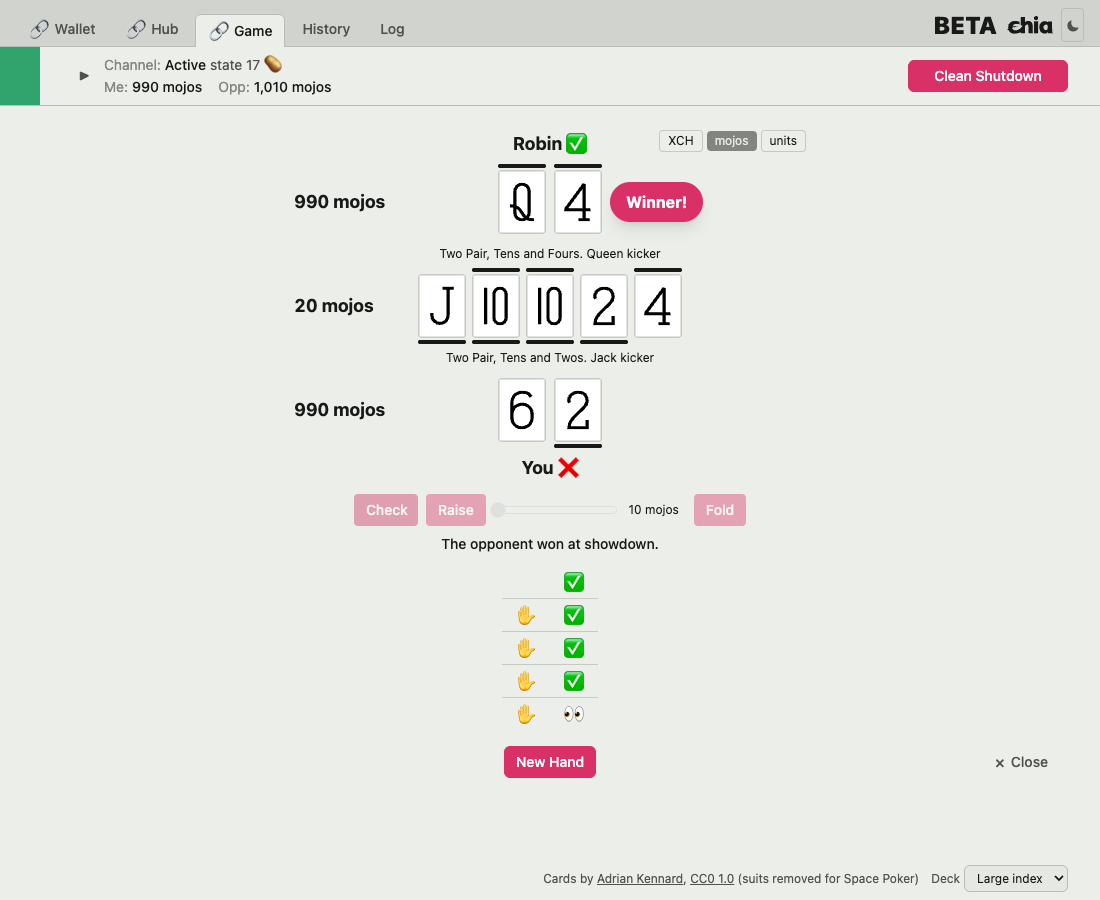 Wallet Hub Game History Log BETA chia
Channel: Active state 17
Me: 990 mojos Opp: 1,010 mojos
Clean Shutdown
Robin
XCH mojos units
990 mojos
Q 4
Winner!
Two Pair, Tens and Fours. Queen kicker
20 mojos
J 10 10 2 4
Two Pair, Tens and Twos. Jack kicker
990 mojos
6 2
You
Check Raise 10 mojos Fold
The opponent won at showdown.
New Hand
× Close
Cards by Adrian Kennard, CC0 1.0 (suits removed for Space Poker) Deck Large index